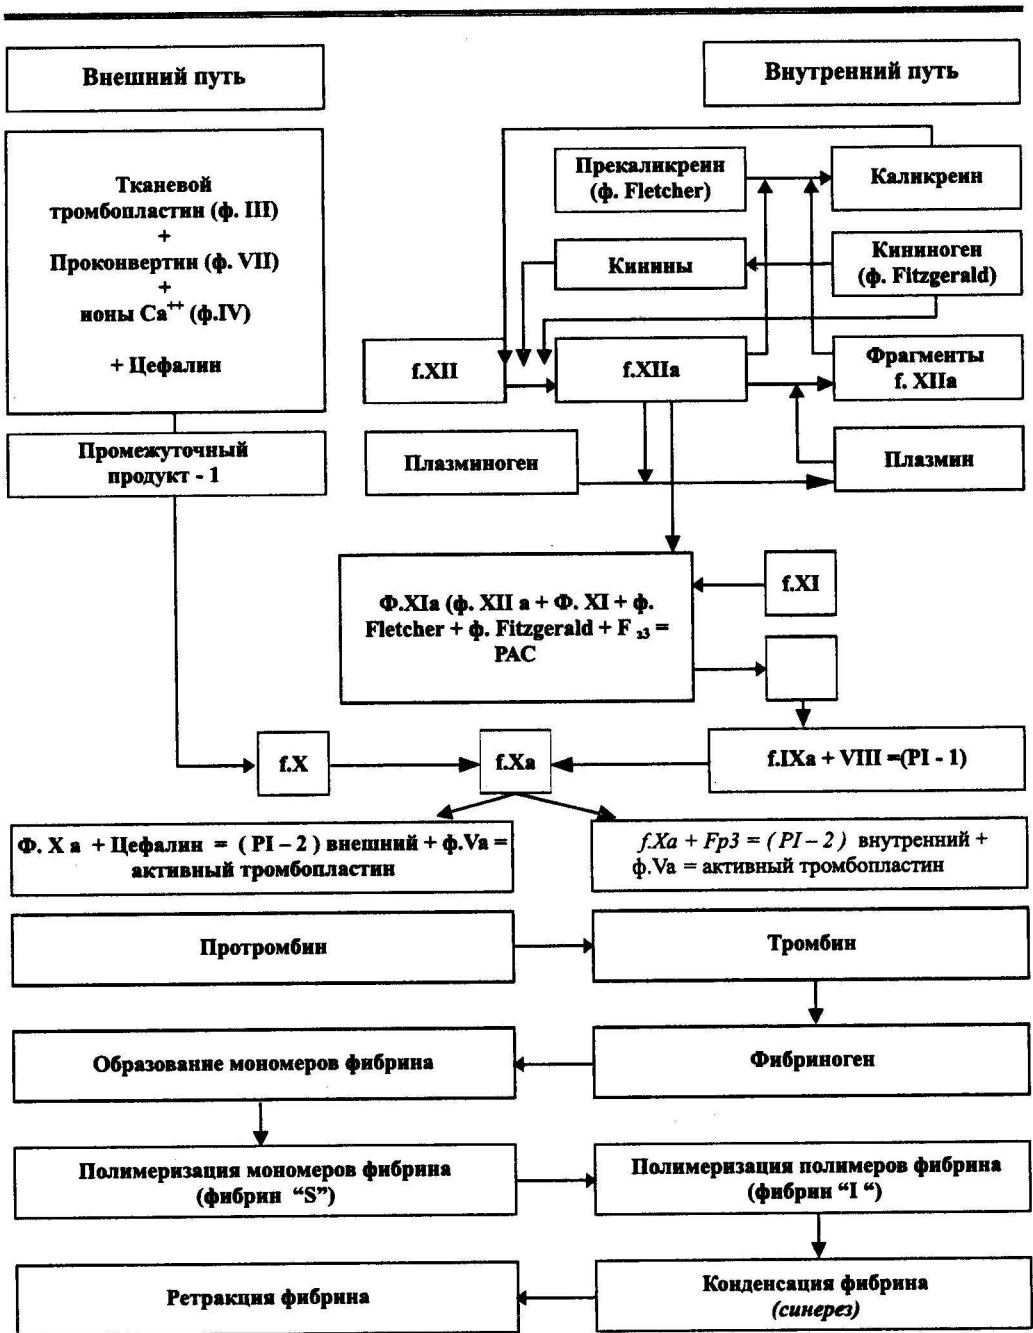 Внешний путь
Внутренний путь
Тканевой
тромбопластин (ф. III)
+
Проконвертин (ф. VII)
+
ионы Ca⁺⁺ (ф.IV)
+ Цефалин
Прекаликреин
(ф. Fletcher)
Каликреин
Кинины
Кининоген
(ф. Fitzgerald)
f.XII
f.XIIa
Фрагменты
f. XIIa
Промежуточный
продукт - 1
Плазминоген
Плазмин
Ф.XIa (ф. XII a + Ф. XI + ф.
Fletcher + ф. Fitzgerald + F ₂₃ =
РАС
f.XI
f.X
f.Xa
f.IXa + VIII =(PI - 1)
Ф. X a + Цефалин = ( PI – 2 ) внешний + ф.Va =
активный тромбопластин
f.Xa + Fp3 = ( PI – 2 ) внутренний +
ф.Va = активный тромбопластин
Протромбин
Тромбин
Образование мономеров фибрина
Фибриноген
Полимеризация мономеров фибрина
(фибрин “S”)
Полимеризация полимеров фибрина
(фибрин “I “)
Ретракция фибрина
Конденсация фибрина
(синерез)